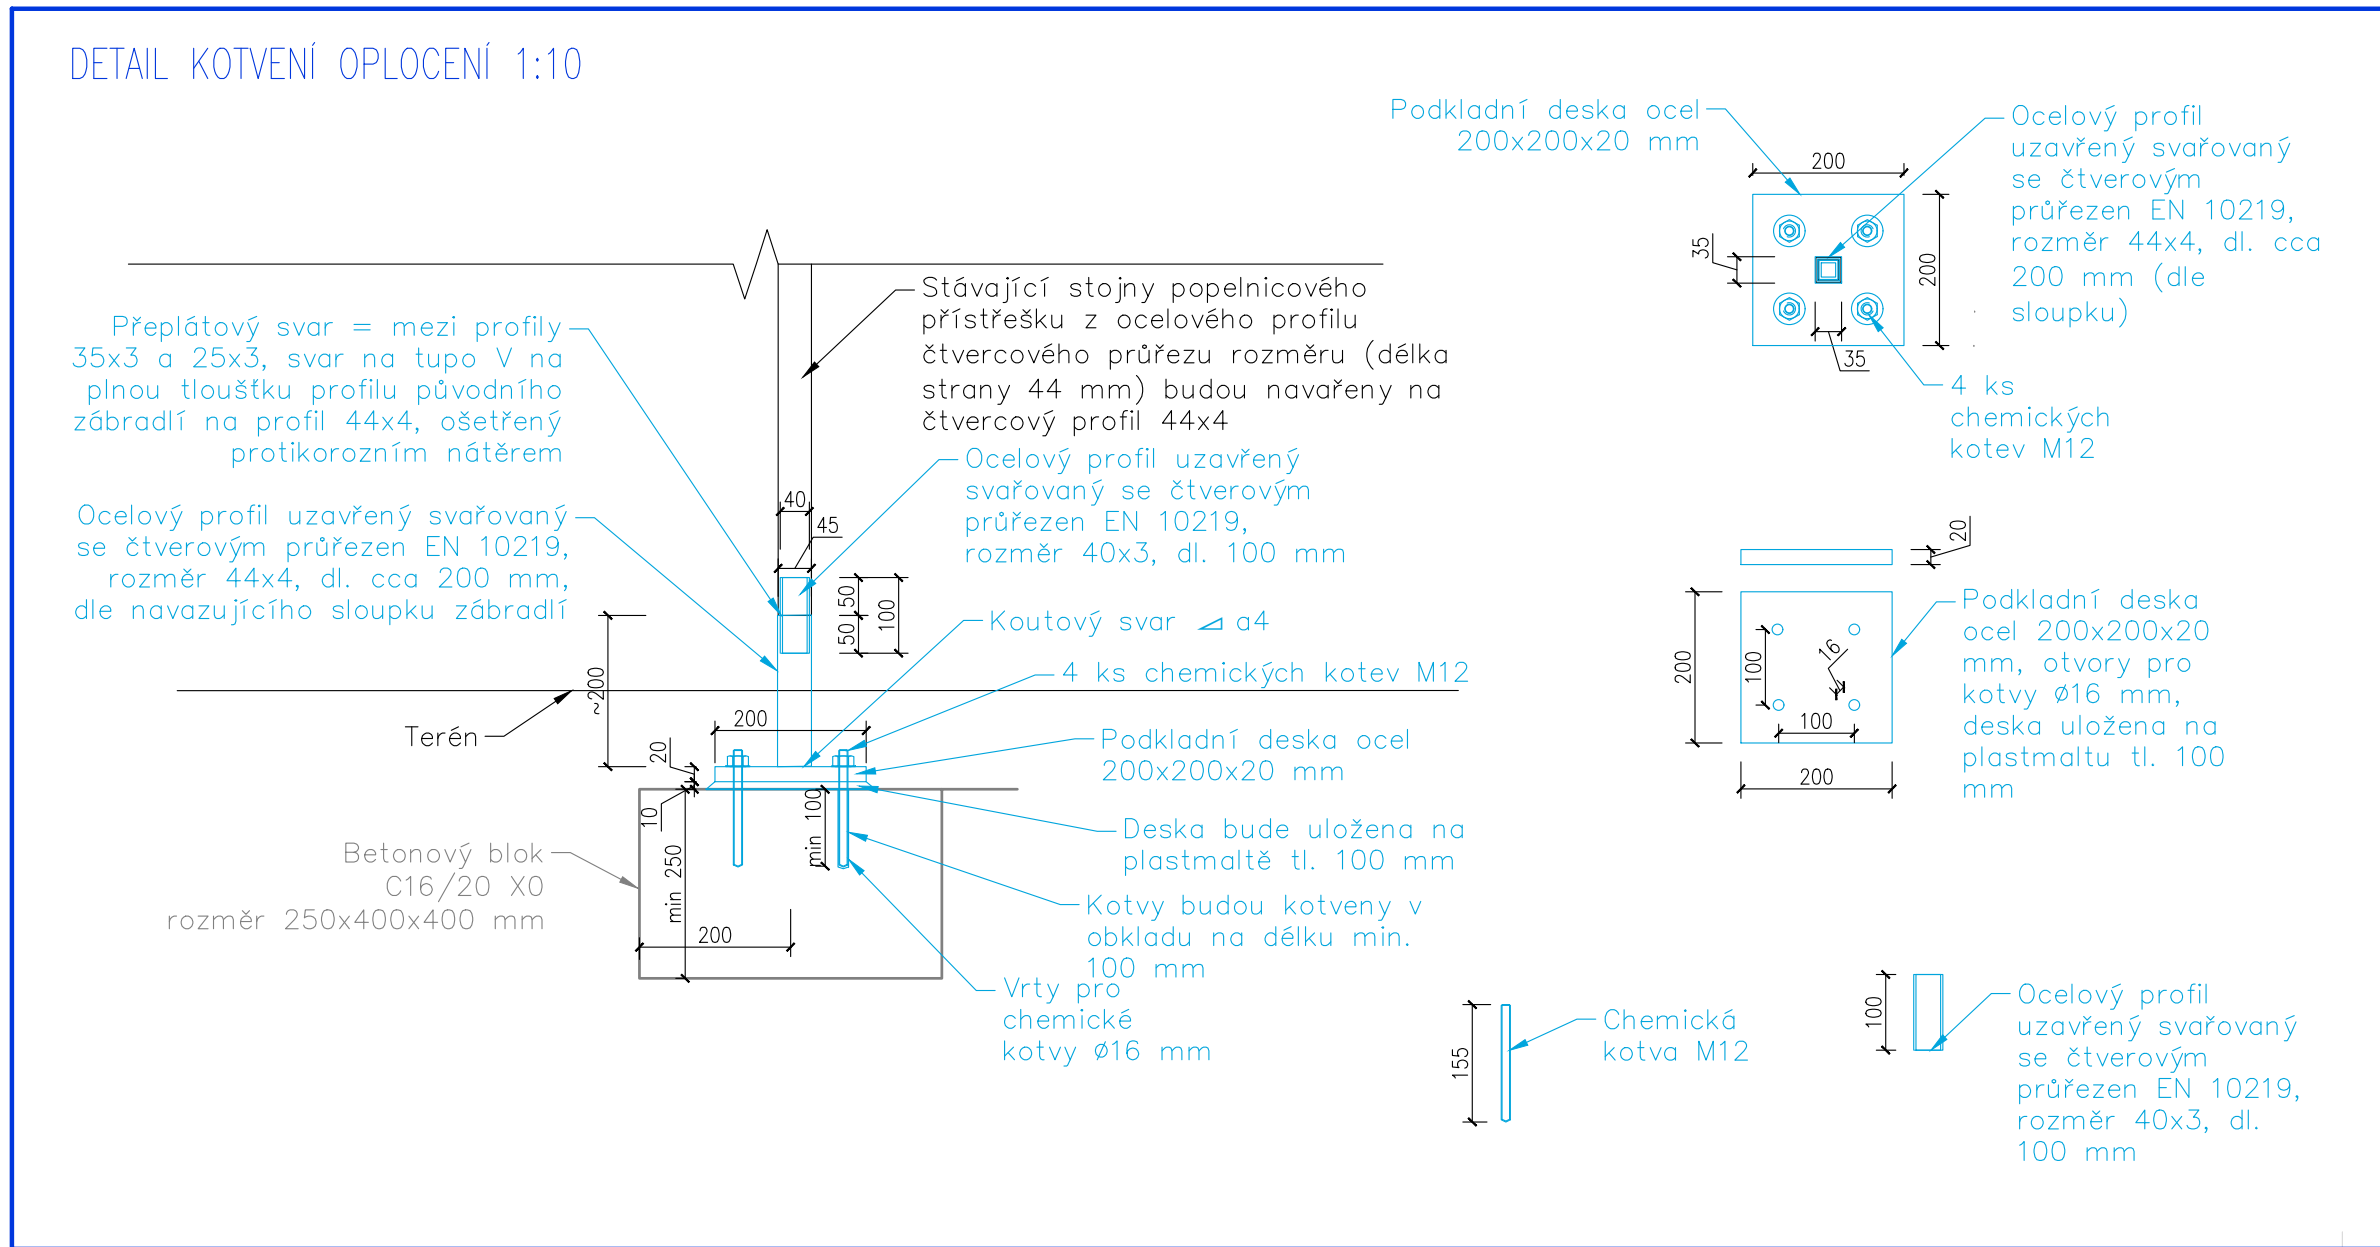 DETAIL KOTVENÍ OPLOCENÍ 1:10
Podkladní deska ocel
200x200x20 mm
Ocelový profil
uzavřený svařovaný
se čtverovým
průřezen EN 10219,
rozměr 44x4, dl. cca
200 mm (dle
sloupku)
200
200
35
35
4 ks
chemických
kotev M12
Stávající stojny popelnicového
přístřešku z ocelového profilu
čtvercového průřezu rozměru (délka
strany 44 mm) budou navařeny na
čtvercový profil 44x4
Přeplátový svar = mezi profily
35x3 a 25x3, svar na tupo V na
plnou tloušťku profilu původního
zábradlí na profil 44x4, ošetřený
protikorozním nátěrem
Ocelový profil uzavřený
svařovaný se čtverovým
průřezen EN 10219,
rozměr 40x3, dl. 100 mm
Ocelový profil uzavřený svařovaný
se čtverovým průřezen EN 10219,
rozměr 44x4, dl. cca 200 mm,
dle navazujícího sloupku zábradlí
40
45
50
50
100
~200
Koutový svar a4
4 ks chemických kotev M12
Terén
200
20
10
Podkladní deska ocel
200x200x20 mm
min 100
min 250
200
Deska bude uložena na
plastmaltě tl. 100 mm
Betonový blok
C16/20 X0
rozměr 250x400x400 mm
Kotvy budou kotveny v
obkladu na délku min.
100 mm
Vrty pro
chemické
kotvy ø16 mm
20
Podkladní deska
ocel 200x200x20
mm, otvory pro
kotvy ø16 mm,
deska uložena na
plastmaltu tl. 100
mm
200
100
16
100
200
155
Chemická
kotva M12
100
Ocelový profil
uzavřený svařovaný
se čtverovým
průřezen EN 10219,
rozměr 40x3, dl.
100 mm